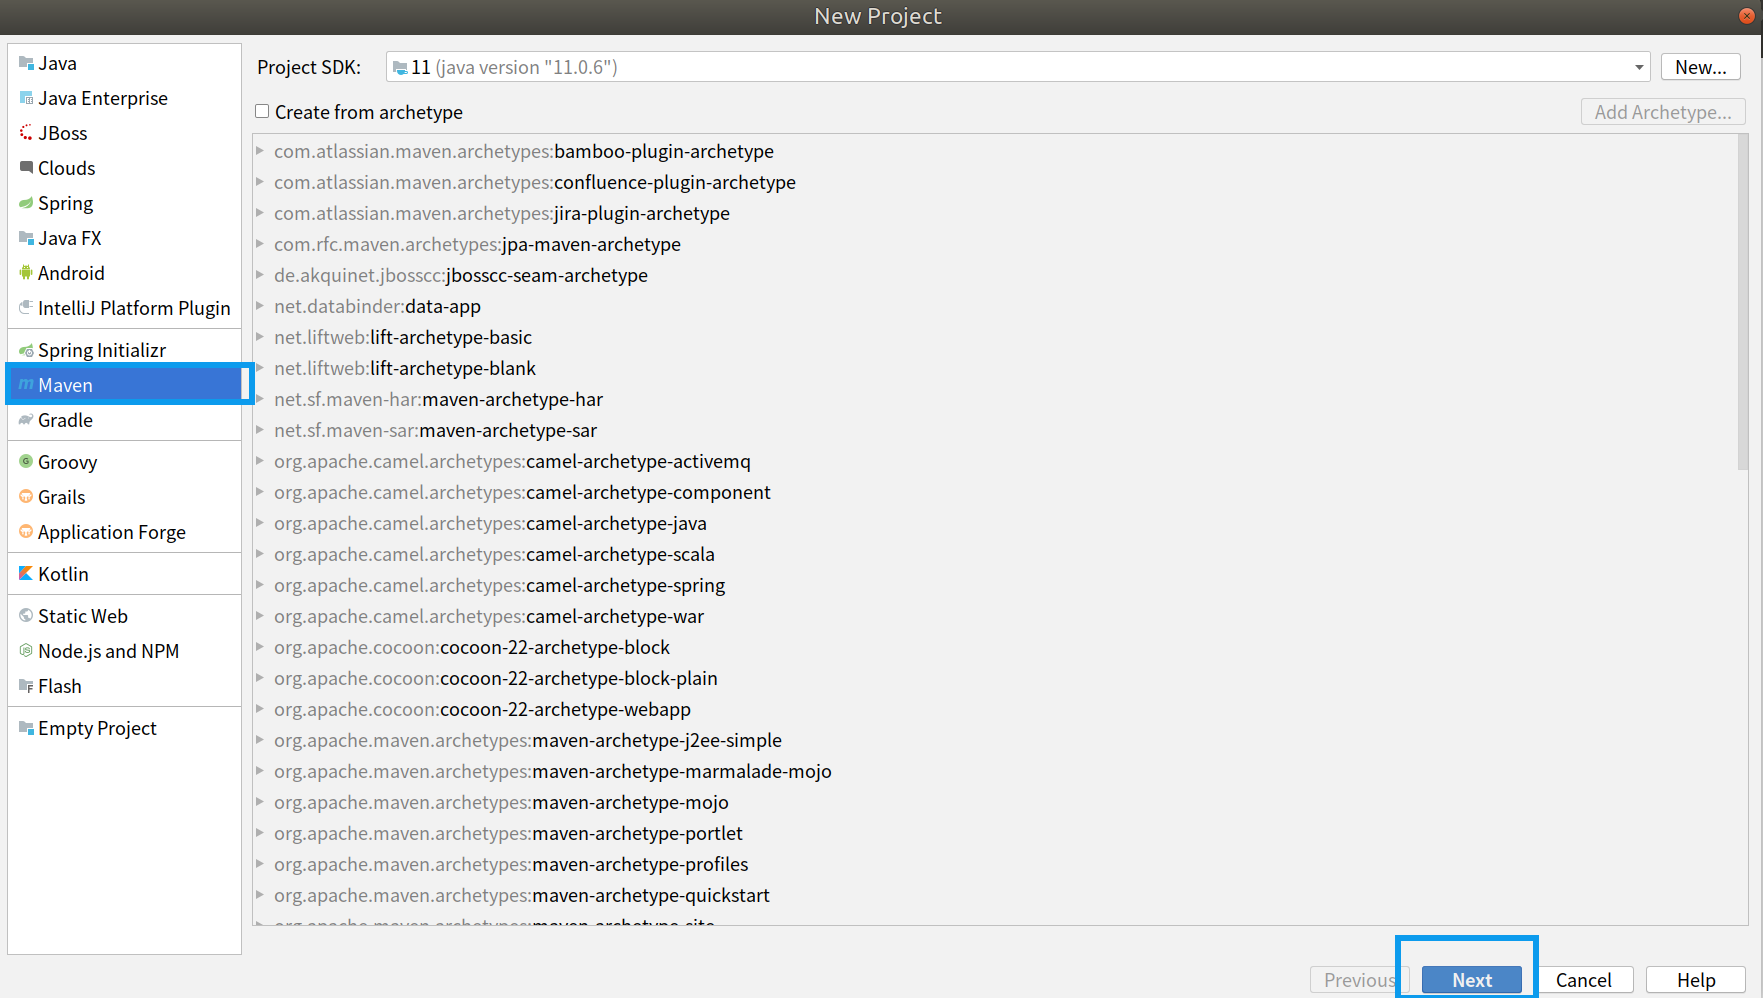 New Project
Java
Java Enterprise
JBoss
Clouds
Spring
Java FX
Android
IntelliJ Platform Plugin
Spring Initializr
Maven
Gradle
Groovy
Grails
Application Forge
Kotlin
Static Web
Node.js and NPM
Flash
Empty Project
Project SDK: 11 (java version "11.0.6") New...
Create from archetype Add Archetype...
com.atlassian.maven.archetypes:bamboo-plugin-archetype
com.atlassian.maven.archetypes:confluence-plugin-archetype
com.atlassian.maven.archetypes:jira-plugin-archetype
com.rfc.maven.archetypes:jpa-maven-archetype
de.akquinet.jbosscc:jbosscc-seam-archetype
net.databinder:data-app
net.liftweb:lift-archetype-basic
net.liftweb:lift-archetype-blank
net.sf.maven-har:maven-archetype-har
net.sf.maven-sar:maven-archetype-sar
org.apache.camel.archetypes:camel-archetype-activemq
org.apache.camel.archetypes:camel-archetype-component
org.apache.camel.archetypes:camel-archetype-java
org.apache.camel.archetypes:camel-archetype-scala
org.apache.camel.archetypes:camel-archetype-spring
org.apache.camel.archetypes:camel-archetype-war
org.apache.cocoon:cocoon-22-archetype-block
org.apache.cocoon:cocoon-22-archetype-block-plain
org.apache.cocoon:cocoon-22-archetype-webapp
org.apache.maven.archetypes:maven-archetype-j2ee-simple
org.apache.maven.archetypes:maven-archetype-marmalade-mojo
org.apache.maven.archetypes:maven-archetype-mojo
org.apache.maven.archetypes:maven-archetype-portlet
org.apache.maven.archetypes:maven-archetype-profiles
org.apache.maven.archetypes:maven-archetype-quickstart
org.apache.maven.archetypes:maven-archetype-site
Previous Next Cancel Help